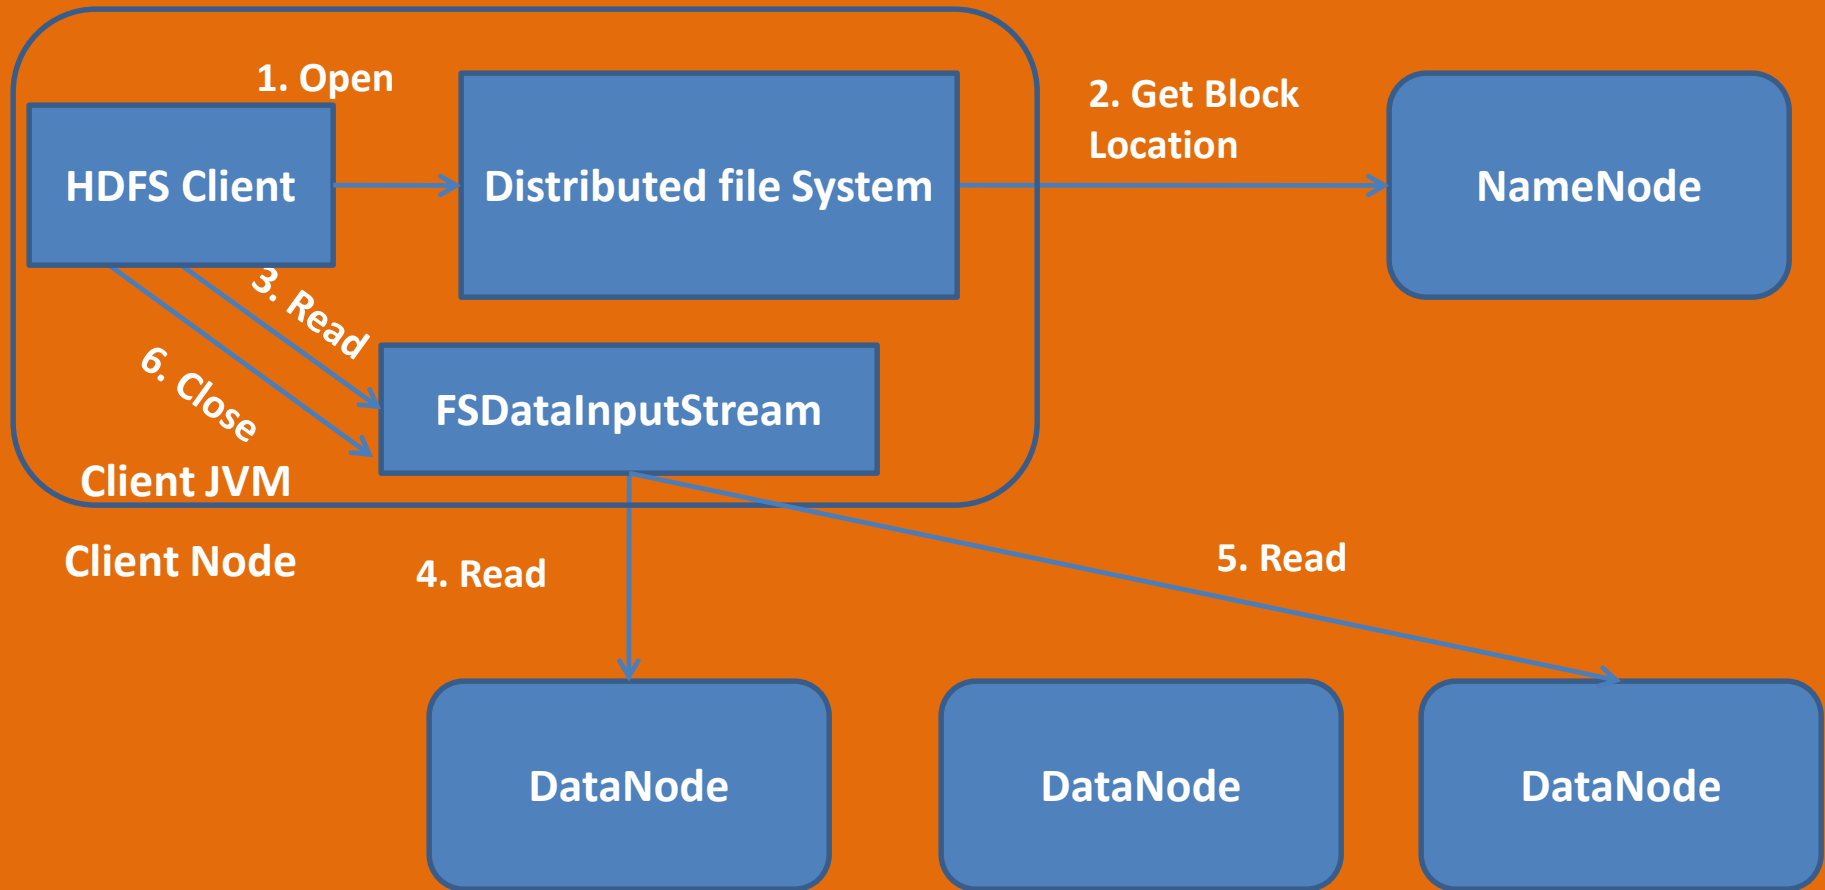 1. Open
2. Get Block
Location
HDFS Client
Distributed file System
NameNode
3. Read
6. Close
FSDataInputStream
Client JVM
Client Node
4. Read
5. Read
DataNode
DataNode
DataNode